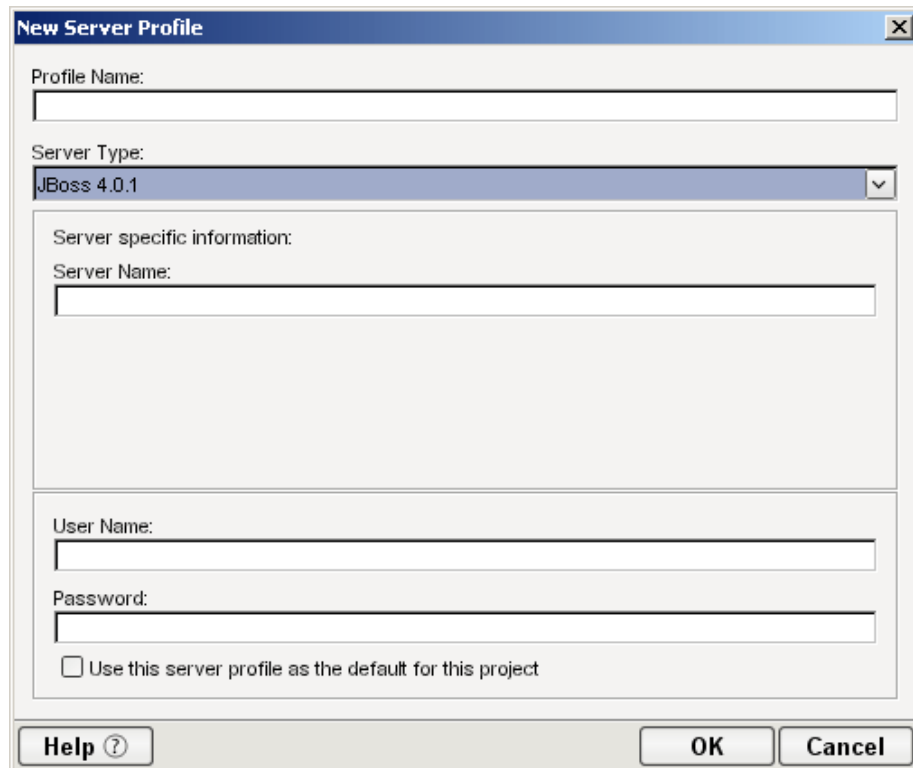 New Server Profile
Profile Name:
Server Type:
JBoss 4.0.1
Server specific information:
Server Name:
User Name:
Password:
Use this server profile as the default for this project
Help ?
OK
Cancel